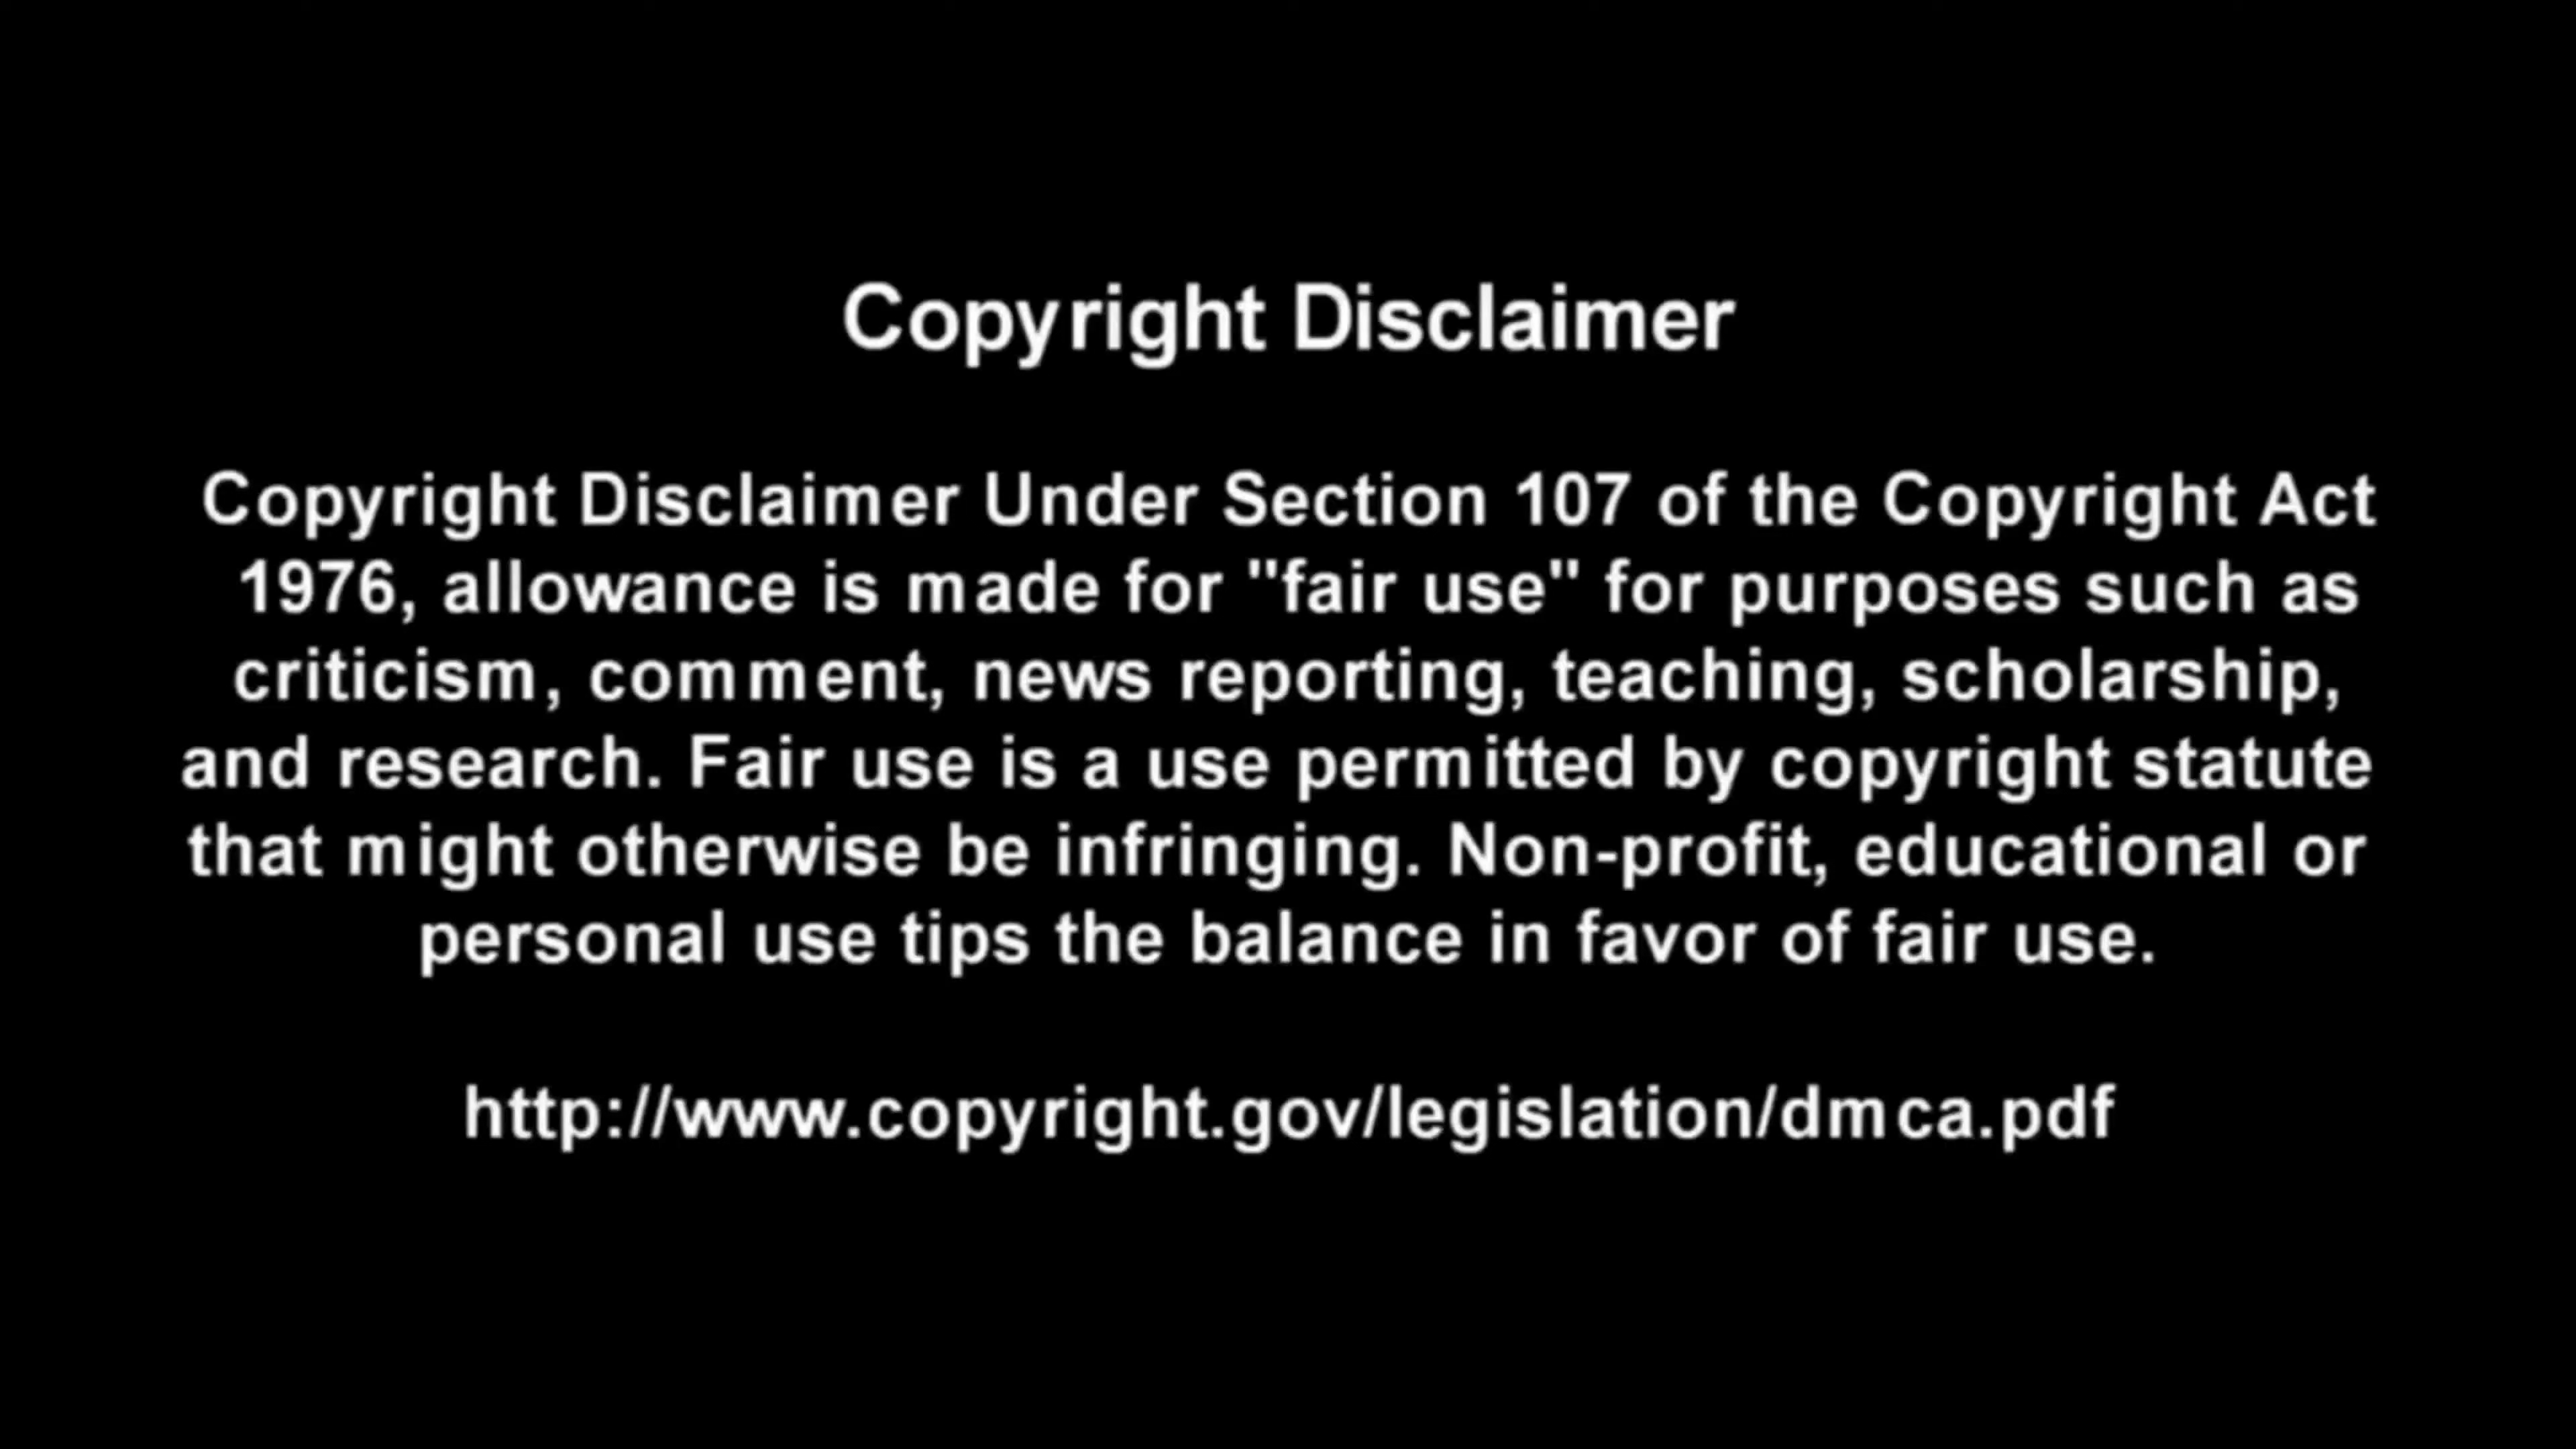 Copyright Disclaimer
Copyright Disclaimer Under Section 107 of the Copyright Act
1976, allowance is made for "fair use" for purposes such as
criticism, comment, news reporting, teaching, scholarship,
and research. Fair use is a use permitted by copyright statute
that might otherwise be infringing. Non-profit, educational or
personal use tips the balance in favor of fair use.
http://www.copyright.gov/legislation/dmca.pdf